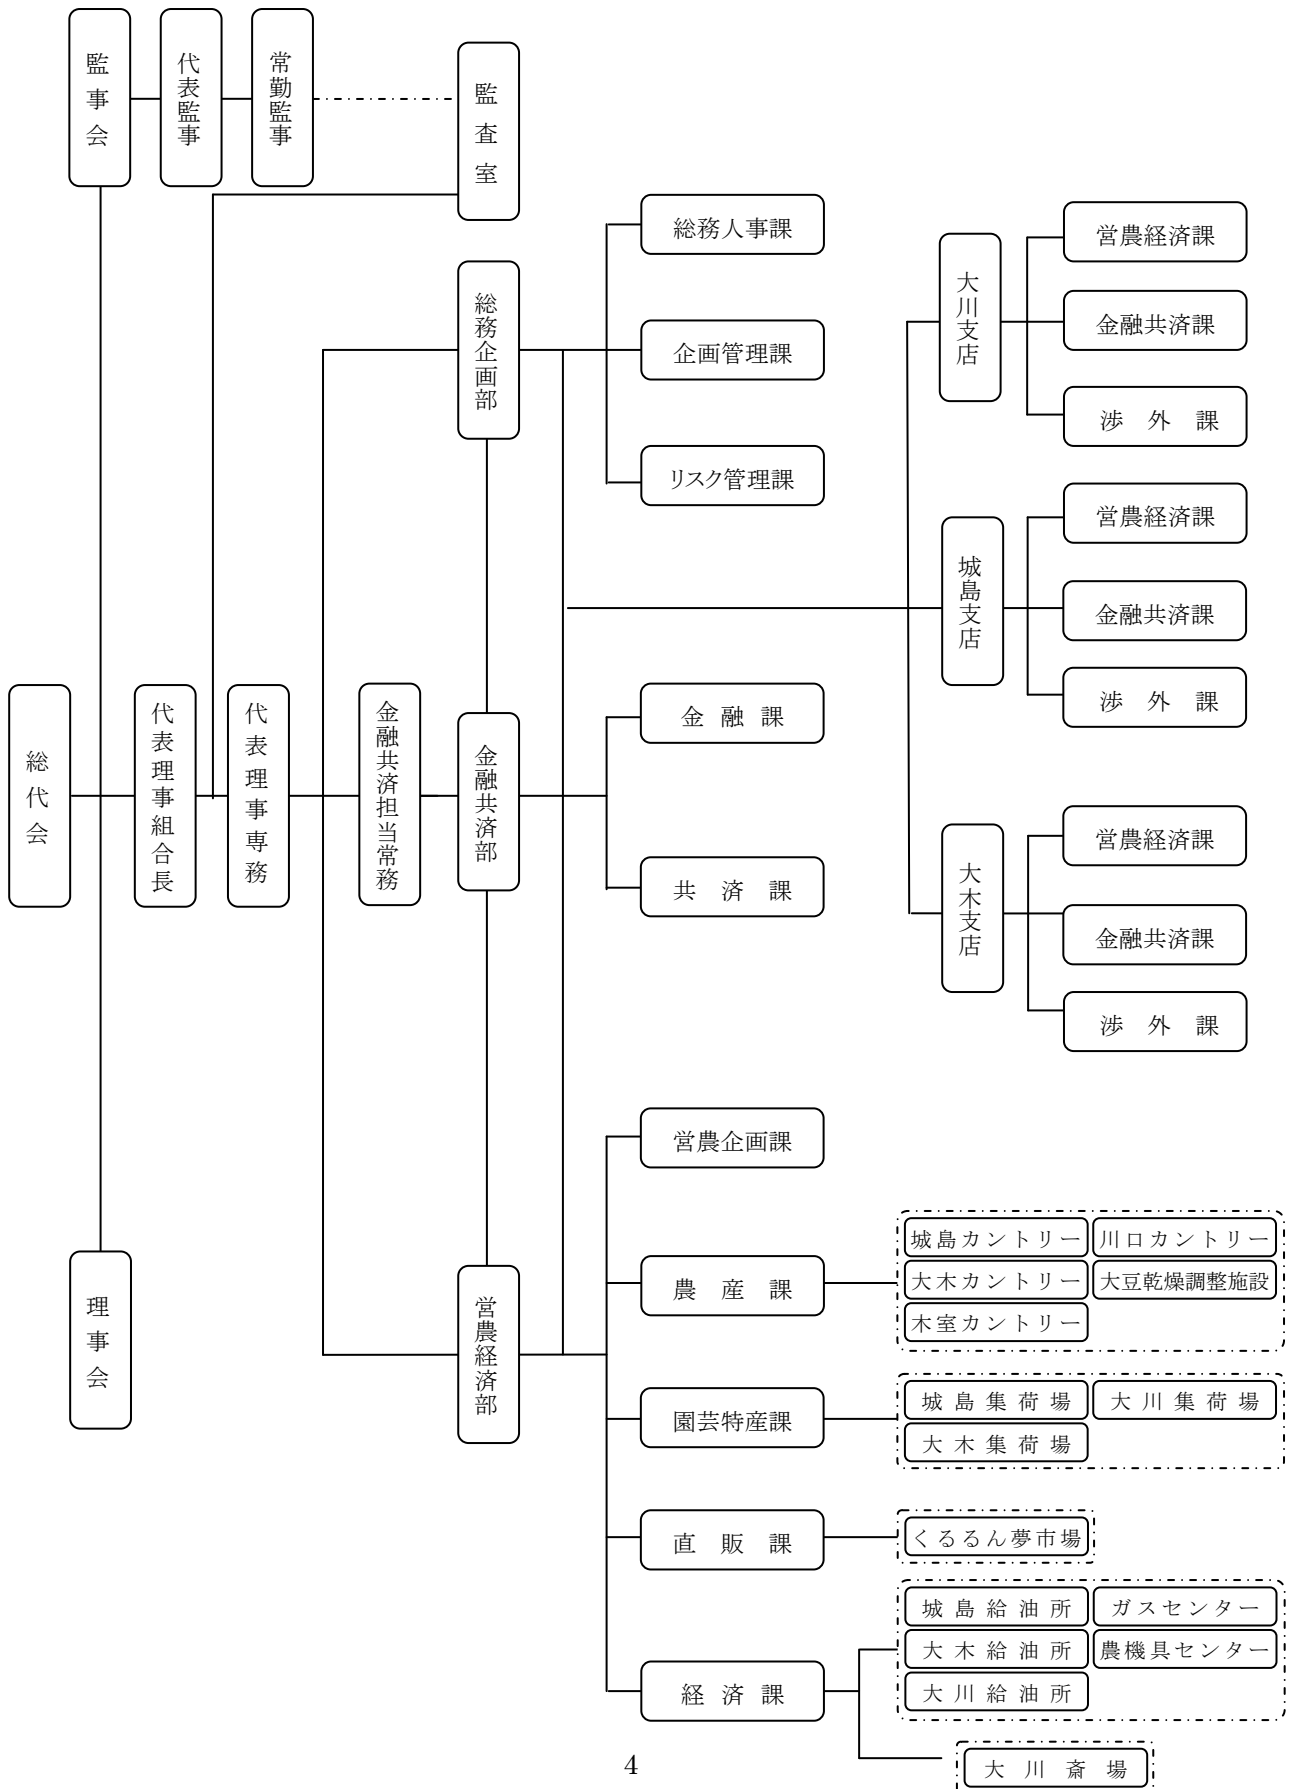 監事会
代表監事
常勤監事
監査室
総務人事課
企画管理課
リスク管理課
総務企画部
大川支店
営農経済課
金融共済課
渉外課
城島支店
営農経済課
金融共済課
渉外課
総代会
代表理事組合長
代表理事専務
金融共済担当常務
金融共済部
金融課
共済課
大木支店
営農経済課
金融共済課
渉外課
理事会
営農経済部
営農企画課
農産課
城島カントリー
川口カントリー
大木カントリー
大豆乾燥調整施設
木室カントリー
園芸特産課
城島集荷場
大川集荷場
大木集荷場
直販課
くるるん夢市場
経済課
城島給油所
ガスセンター
大木給油所
農機具センター
大川給油所
大川斎場
4